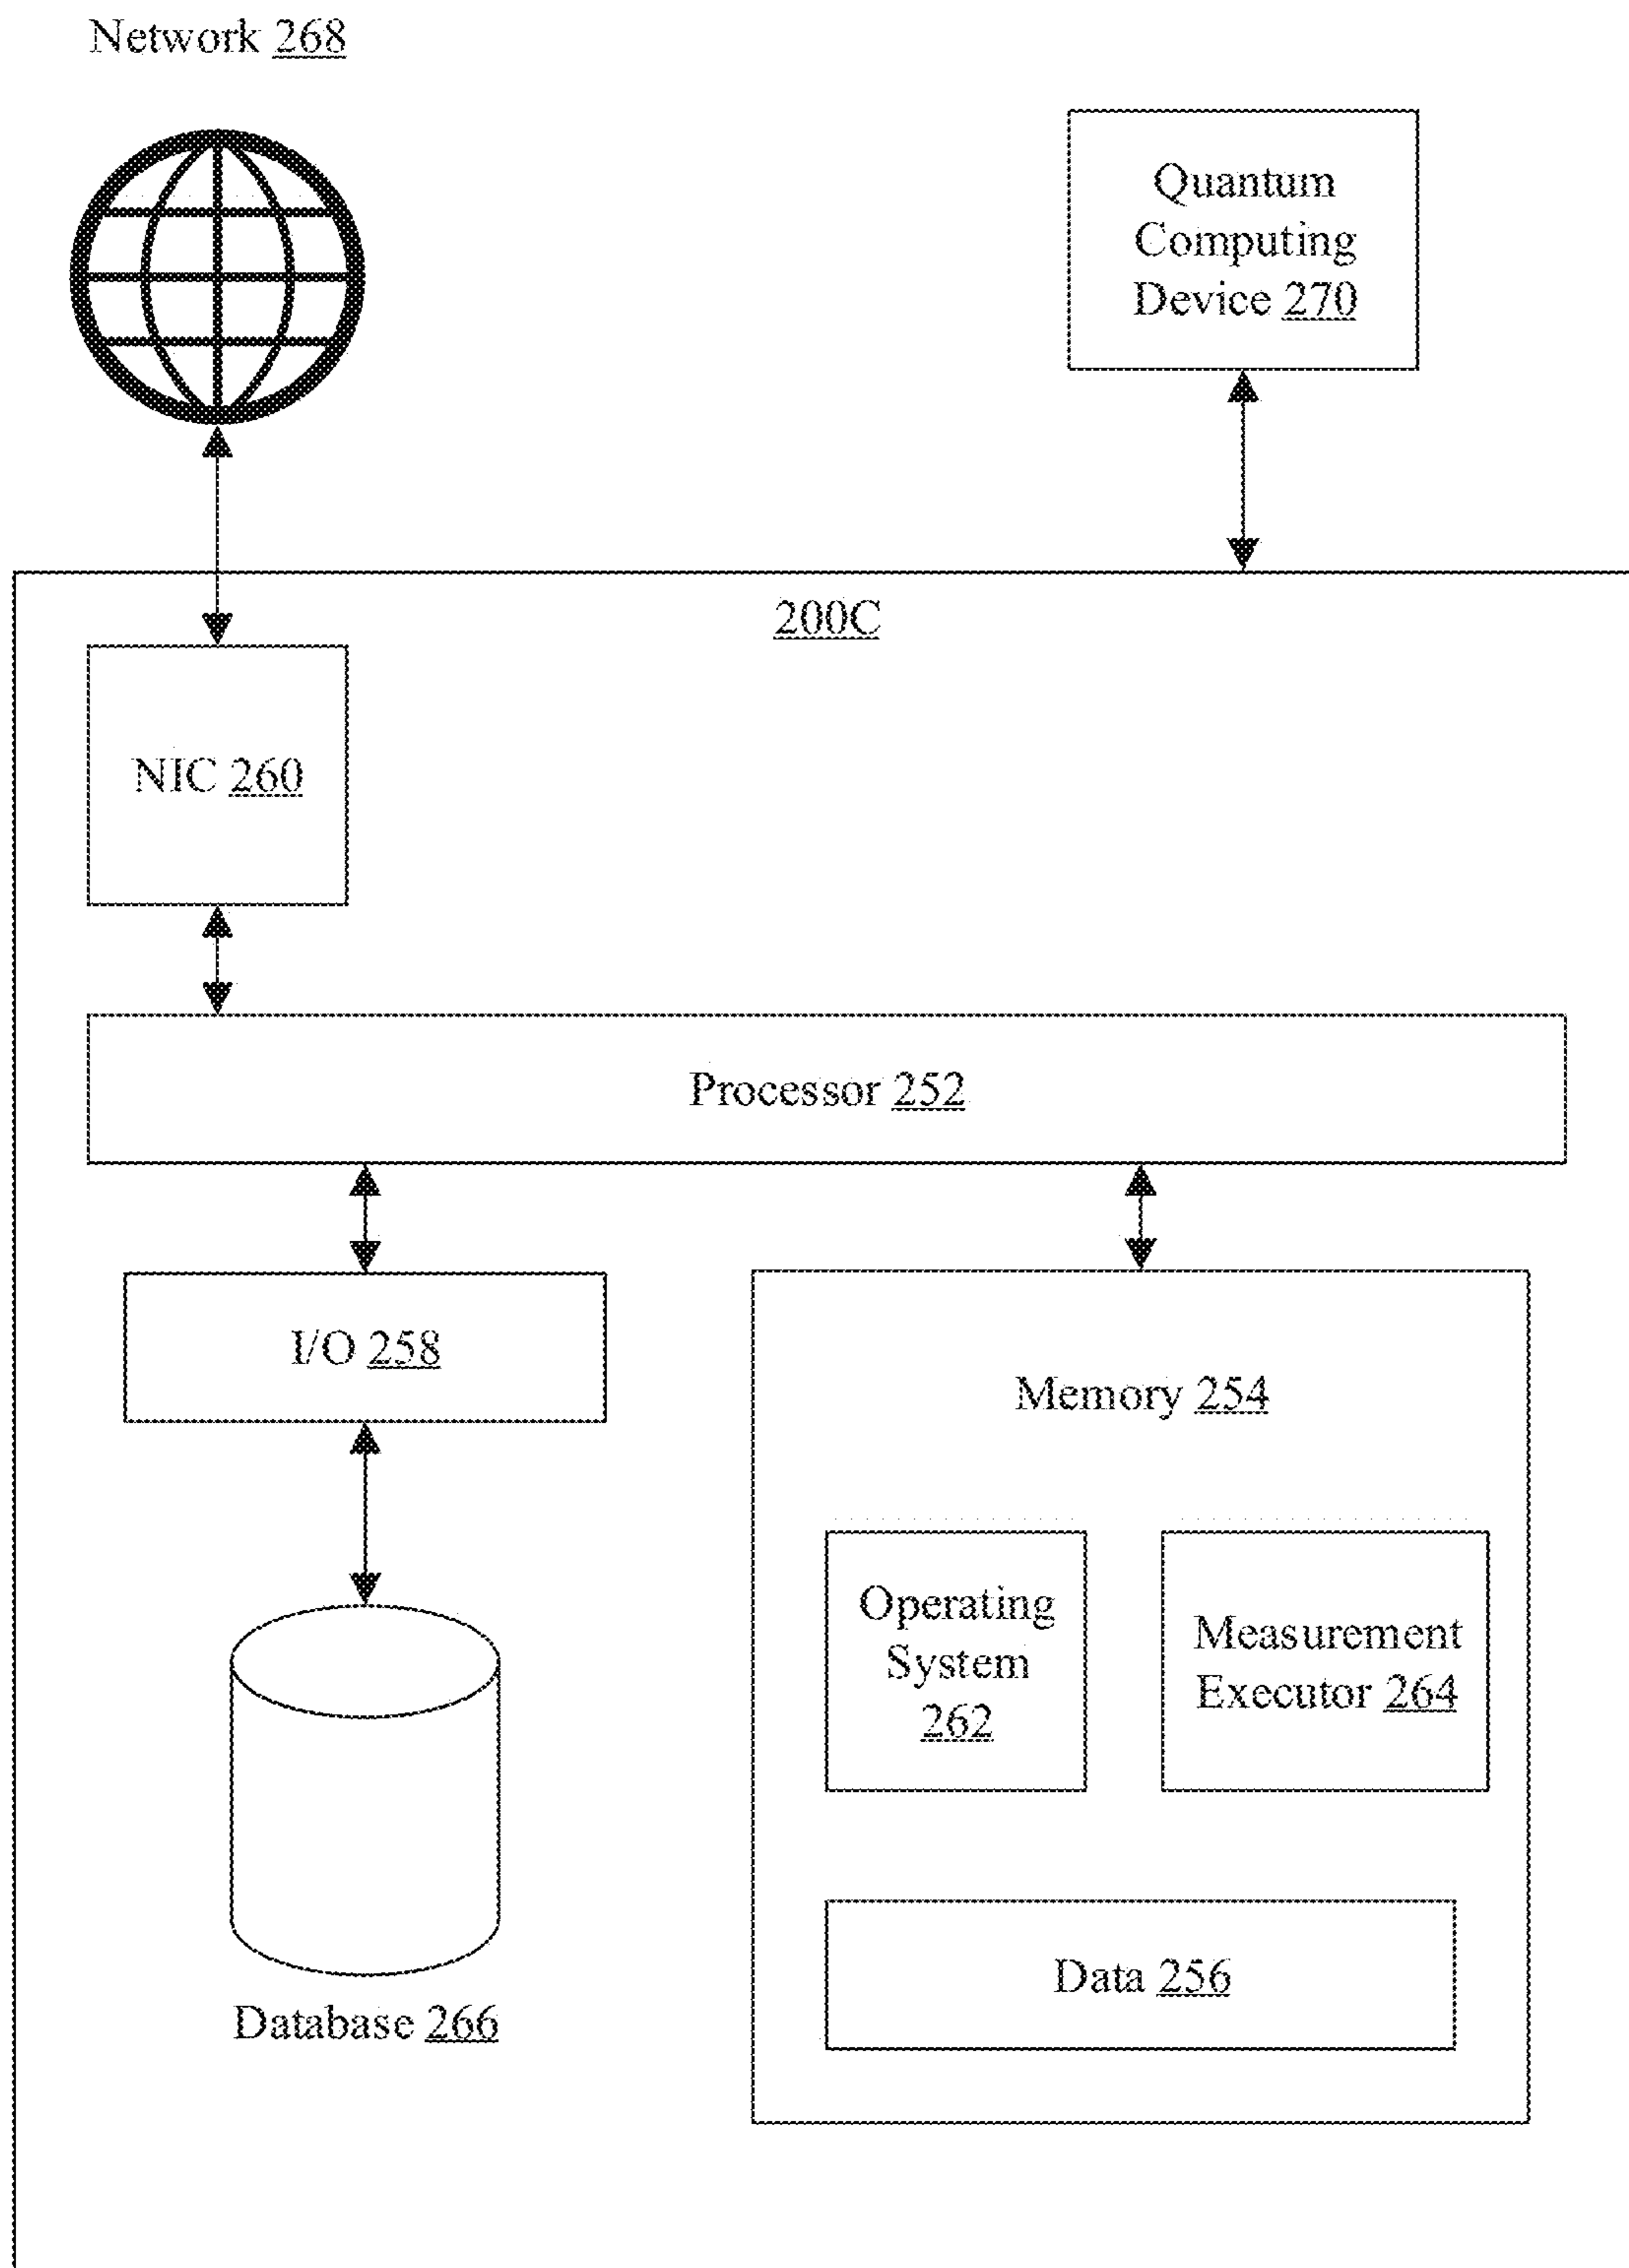 Network 268
Quantum
Computing
Device 270
200C
NIC 260
Processor 252
I/O 258
Memory 254
Operating
System
262
Measurement
Executor 264
Data 256
Database 266